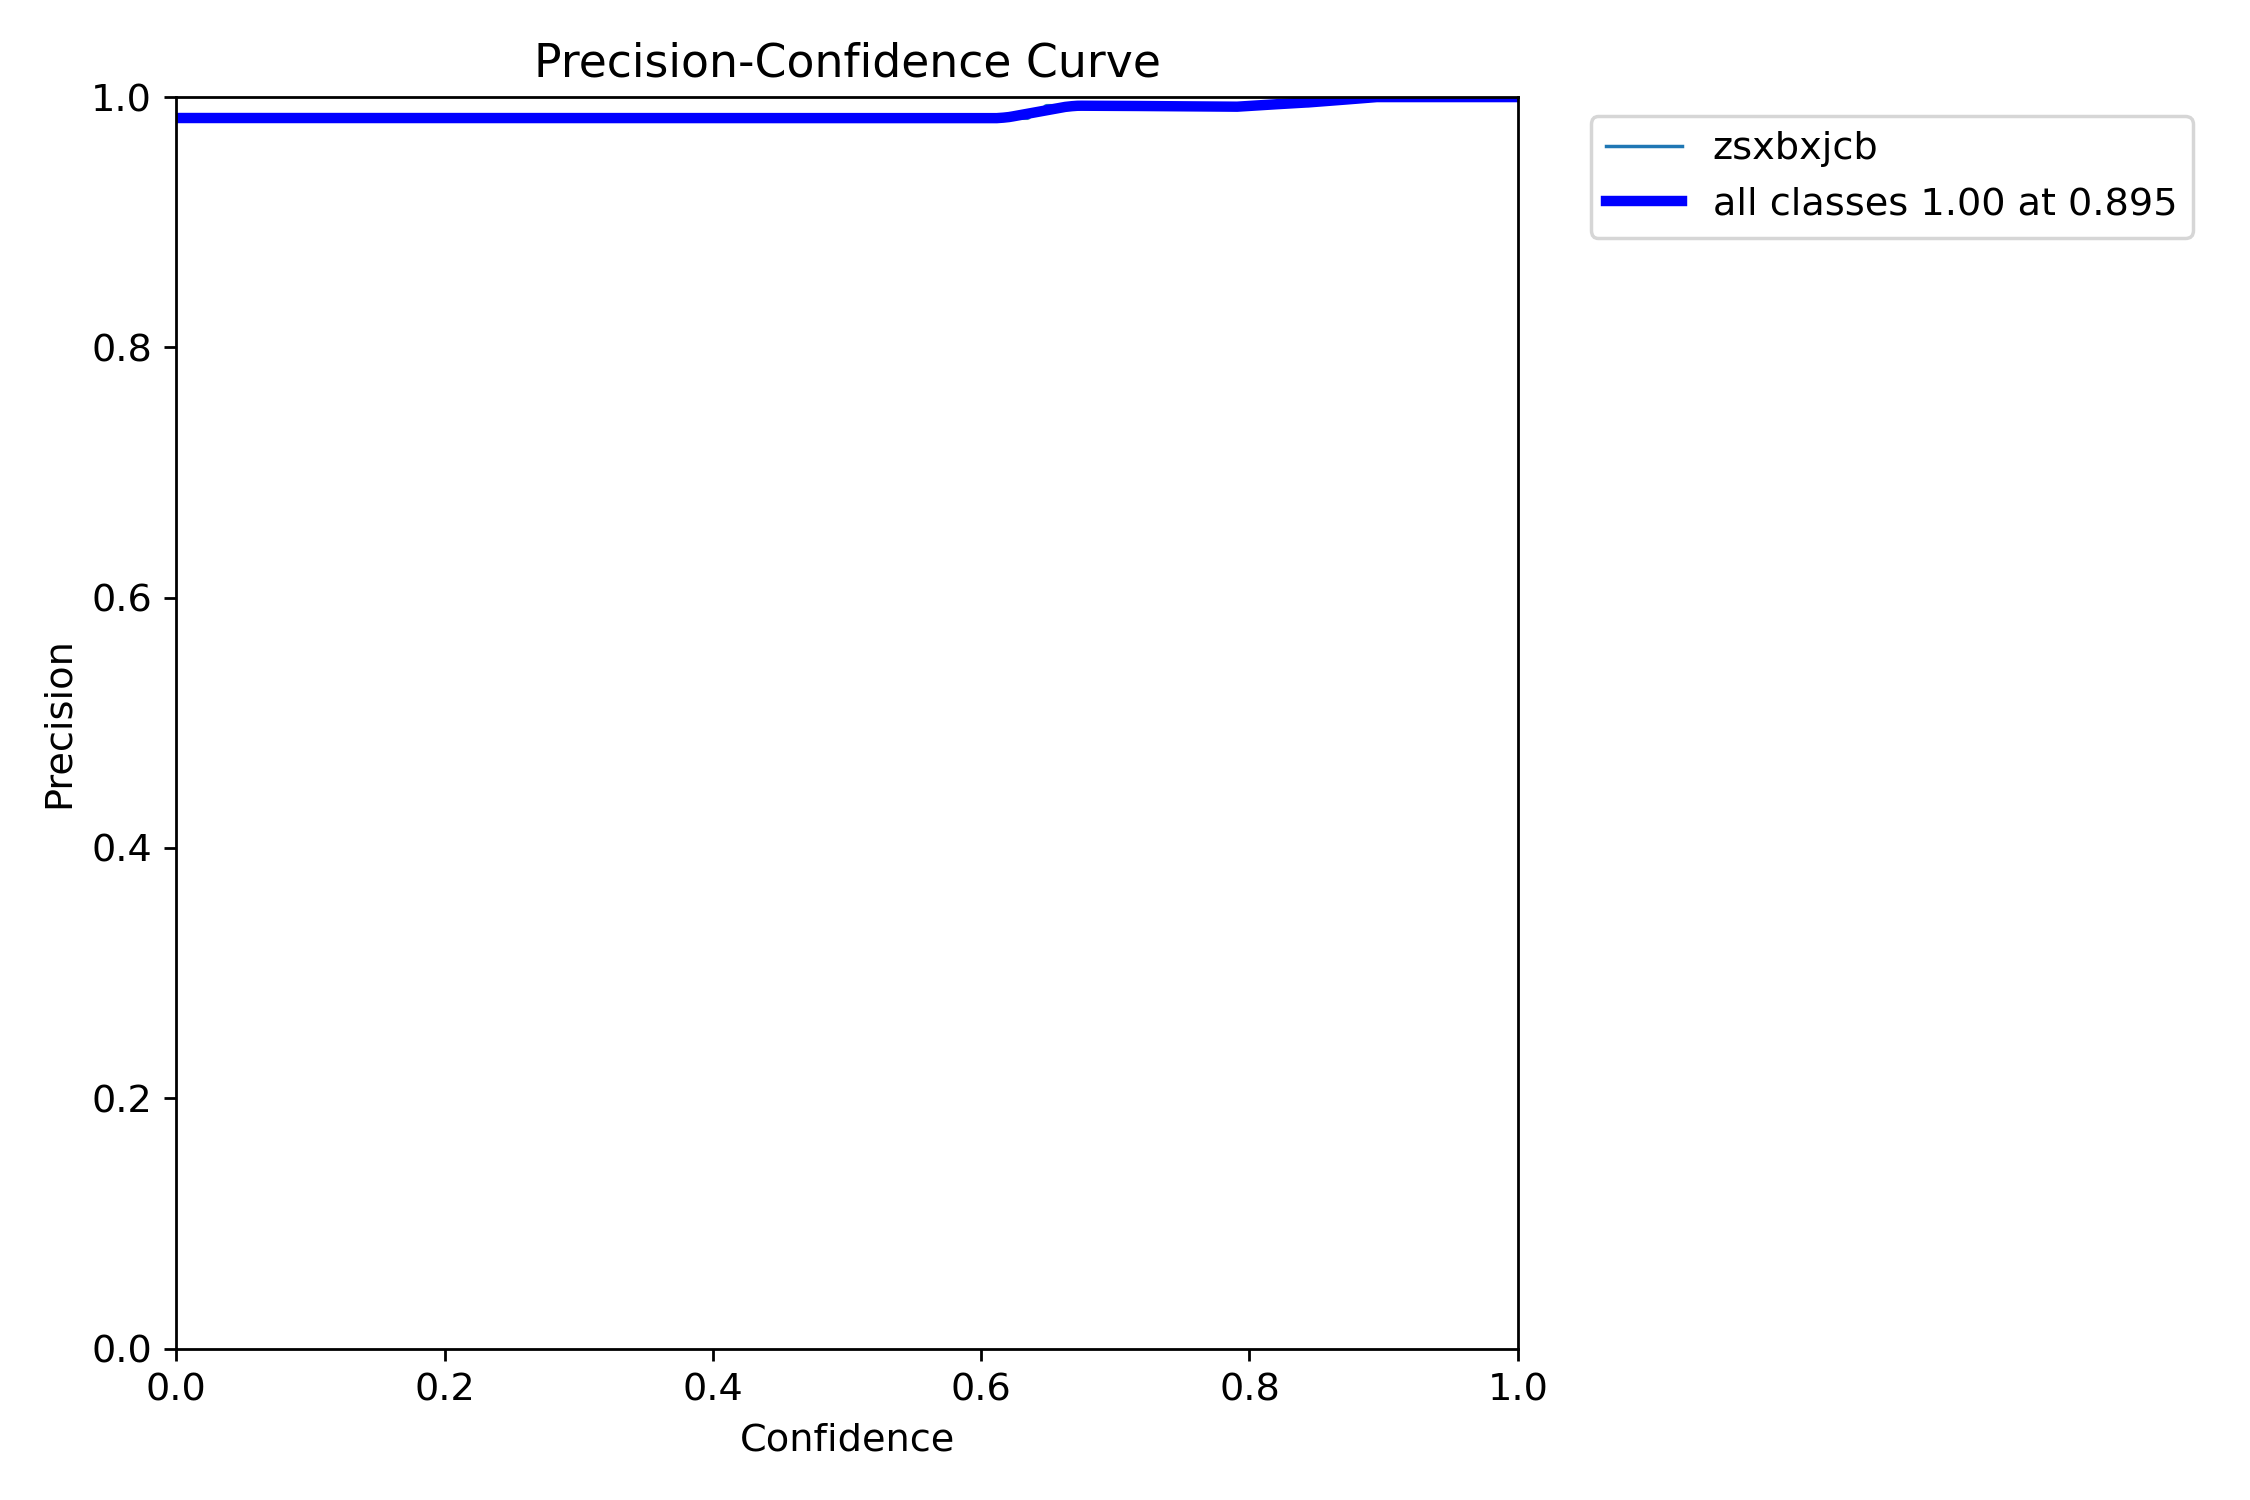 Precision-Confidence Curve
1.0
0.8
0.6
0.4
0.2
0.0
Precision
0.0 0.2 0.4 0.6 0.8 1.0
Confidence
zsxbxjcb
all classes 1.00 at 0.895